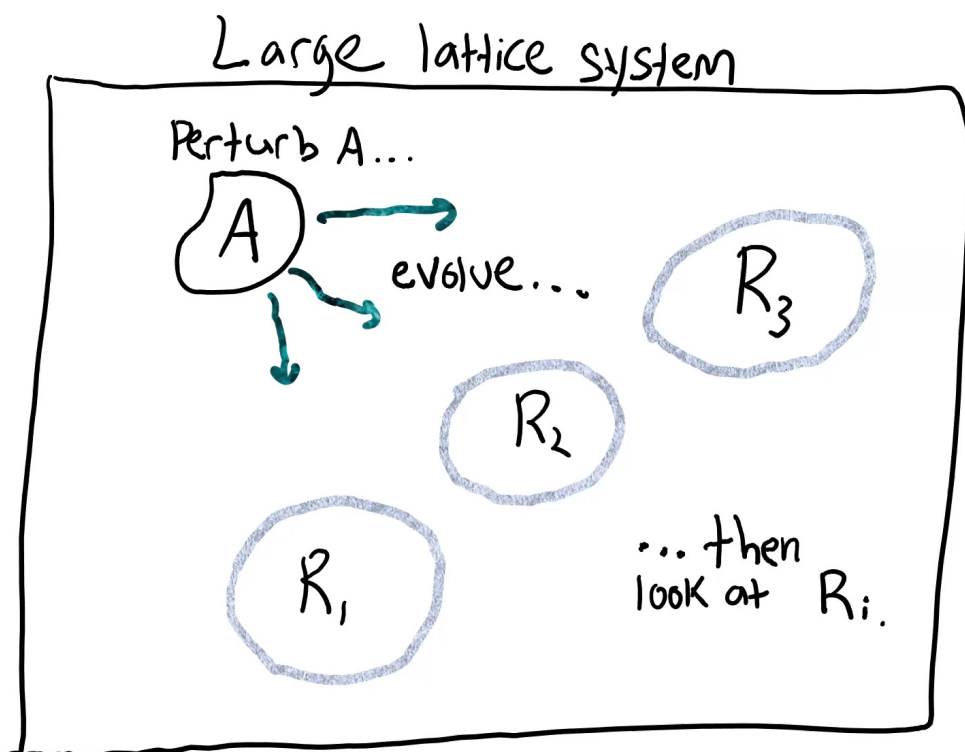 Large lattice system
Perturb A...
A
evolve...
R3
R2
R1
... then
look at Ri.